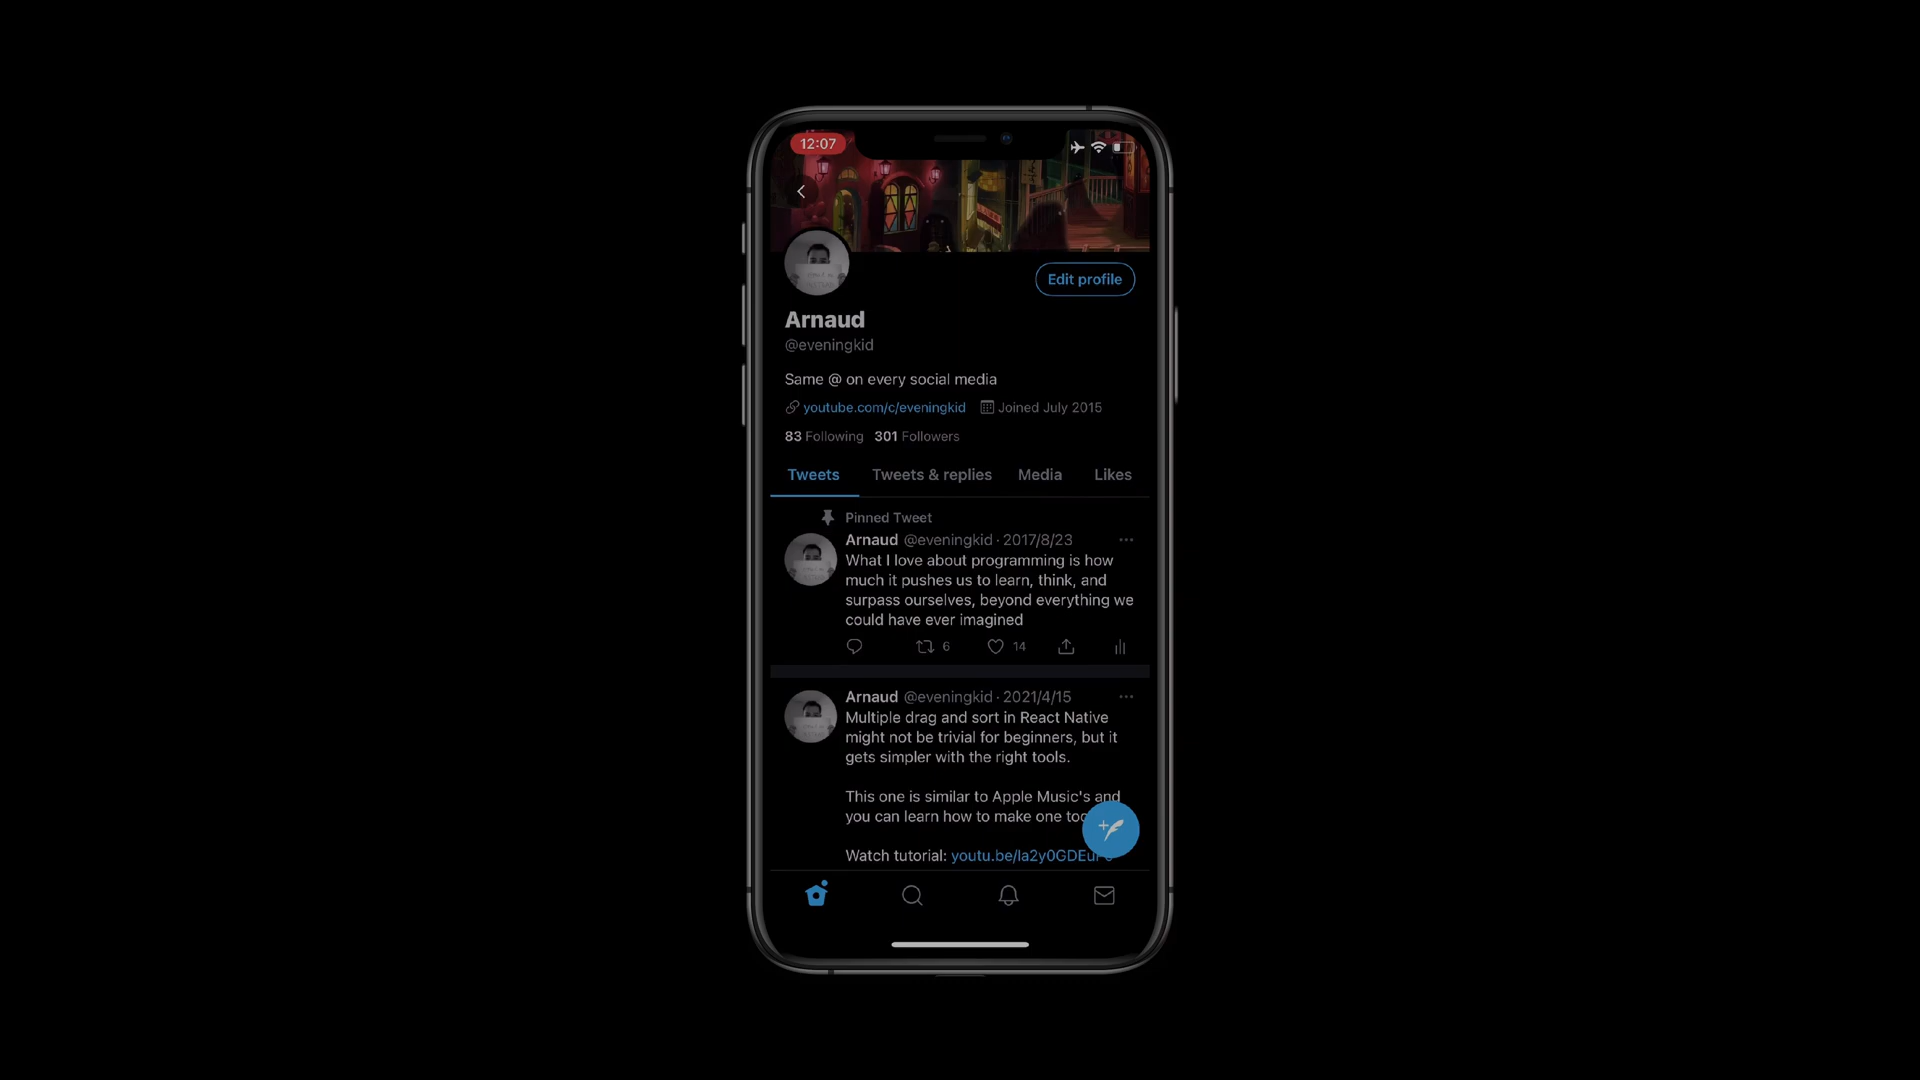 12:07
Edit profile
Arnaud
@eveningkid
Same @ on every social media
youtube.com/c/eveningkid Joined July 2015
83 Following 301 Followers
Tweets Tweets & replies Media Likes
Pinned Tweet
Arnaud @eveningkid · 2017/8/23
What I love about programming is how
much it pushes us to learn, think, and
surpass ourselves, beyond everything we
could have ever imagined
6 14
Arnaud @eveningkid · 2021/4/15
Multiple drag and sort in React Native
might not be trivial for beginners, but it
gets simpler with the right tools.
This one is similar to Apple Music's and
you can learn how to make one too
Watch tutorial: